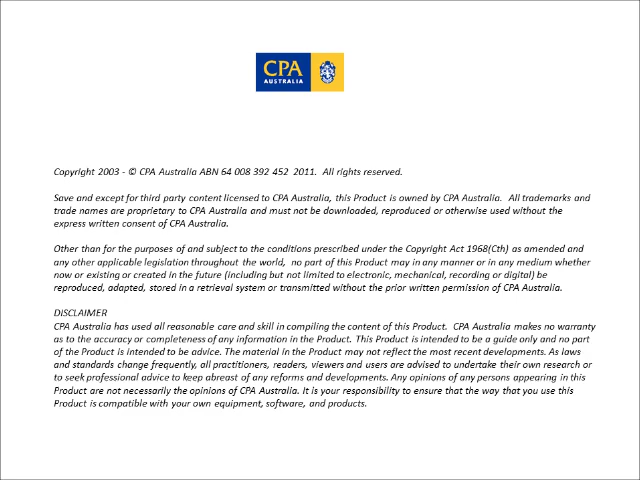 CPA
AUSTRALIA
Copyright 2003 - © CPA Australia ABN 64 008 392 452 2011. All rights reserved.
Save and except for third party content licensed to CPA Australia, this Product is owned by CPA Australia. All trademarks and
trade names are proprietary to CPA Australia and must not be downloaded, reproduced or otherwise used without the
express written consent of CPA Australia.
Other than for the purposes of and subject to the conditions prescribed under the Copyright Act 1968(Cth) as amended and
any other applicable legislation throughout the world, no part of this Product may in any manner or in any medium whether
now or existing or created in the future (including but not limited to electronic, mechanical, recording or digital) be
reproduced, adapted, stored in a retrieval system or transmitted without the prior written permission of CPA Australia.
DISCLAIMER
CPA Australia has used all reasonable care and skill in compiling the content of this Product. CPA Australia makes no warranty
as to the accuracy or completeness of any information in the Product. This Product is intended to be a guide only and no part
of the Product is intended to be advice. The material in the Product may not reflect the most recent developments. As laws
and standards change frequently, all practitioners, readers, viewers and users are advised to undertake their own research or
to seek professional advice to keep abreast of any reforms and developments. Any opinions of any persons appearing in this
Product are not necessarily the opinions of CPA Australia. It is your responsibility to ensure that the way that you use this
Product is compatible with your own equipment, software, and products.